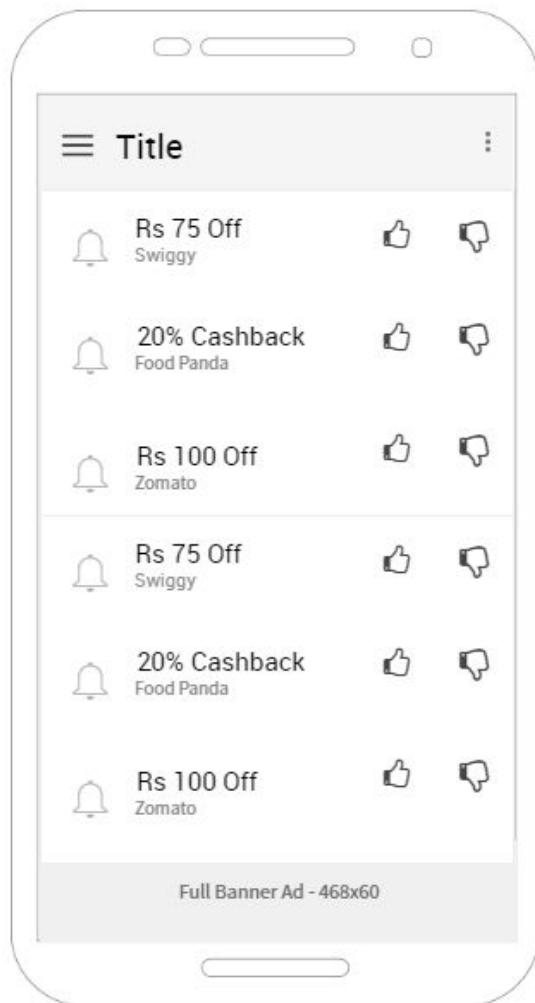 Title
Rs 75 Off
Swiggy
20% Cashback
Food Panda
Rs 100 Off
Zomato
Rs 75 Off
Swiggy
20% Cashback
Food Panda
Rs 100 Off
Zomato
Full Banner Ad - 468x60